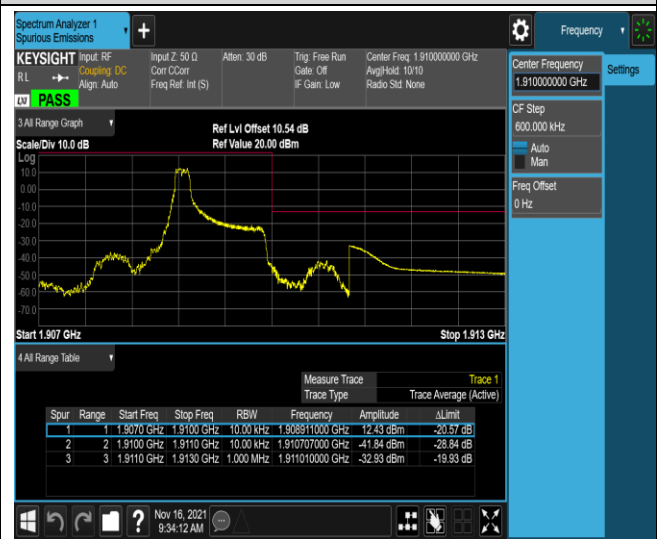 Spectrum Analyzer 1
Spurious Emissions
Frequency
KEYSIGHT Input: RF Input Z: 50 Ω Atten: 30 dB Trig: Free Run Center Freq: 1.910000000 GHz
RL Coupling: DC Corr CCorr Gate: Off Avg|Hold: 10/10
Align: Auto Freq Ref: Int (S) IF Gain: Low Radio Std: None
LXI PASS
Center Frequency
1.910000000 GHz
Settings
CF Step
600.000 kHz
Auto
Man
Freq Offset
0 Hz
3 All Range Graph
Ref Lvl Offset 10.54 dB
Scale/Div 10.0 dB Ref Value 20.00 dBm
Log
10.0
0.00
-10.0
-20.0
-30.0
-40.0
-50.0
-60.0
-70.0
Start 1.907 GHz Stop 1.913 GHz
4 All Range Table
Measure Trace Trace 1
Trace Type Trace Average (Active)
Spur Range Start Freq Stop Freq RBW Frequency Amplitude ΔLimit
1 1 1.9070 GHz 1.9100 GHz 10.00 kHz 1.908911000 GHz 12.43 dBm -20.57 dB
2 2 1.9100 GHz 1.9110 GHz 10.00 kHz 1.910707000 GHz -41.84 dBm -28.84 dB
3 3 1.9110 GHz 1.9130 GHz 1.000 MHz 1.911010000 GHz -32.93 dBm -19.93 dB
Nov 16, 2021
9:34:12 AM